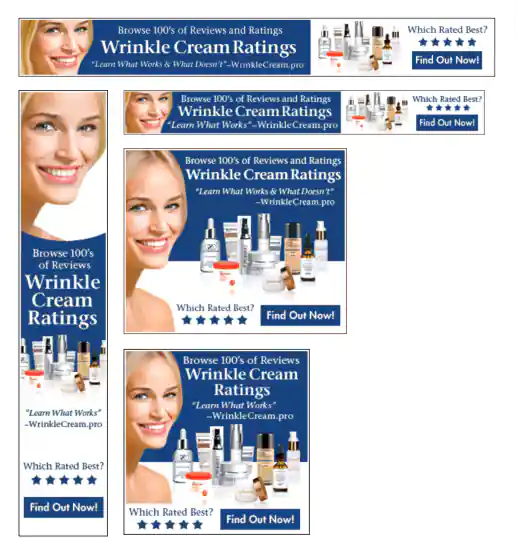 Browse 100's of Reviews and Ratings
Wrinkle Cream Ratings
"Learn What Works & What Doesn't" -WrinkleCream.pro
Which Rated Best?
Find Out Now!
Browse 100's of Reviews and Ratings
Wrinkle Cream Ratings
"Learn What Works" -WrinkleCream.pro
Which Rated Best?
Find Out Now!
Browse 100's
of Reviews
Wrinkle
Cream
Ratings
"Learn What Works"
-WrinkleCream.pro
Which Rated Best?
Find Out Now!
Browse 100's of Reviews and Ratings
Wrinkle Cream Ratings
"Learn What Works & What Doesn't"
-WrinkleCream.pro
Which Rated Best?
Find Out Now!
Browse 100's of Reviews
Wrinkle Cream
Ratings
"Learn What Works"
-WrinkleCream.pro
Which Rated Best?
Find Out Now!